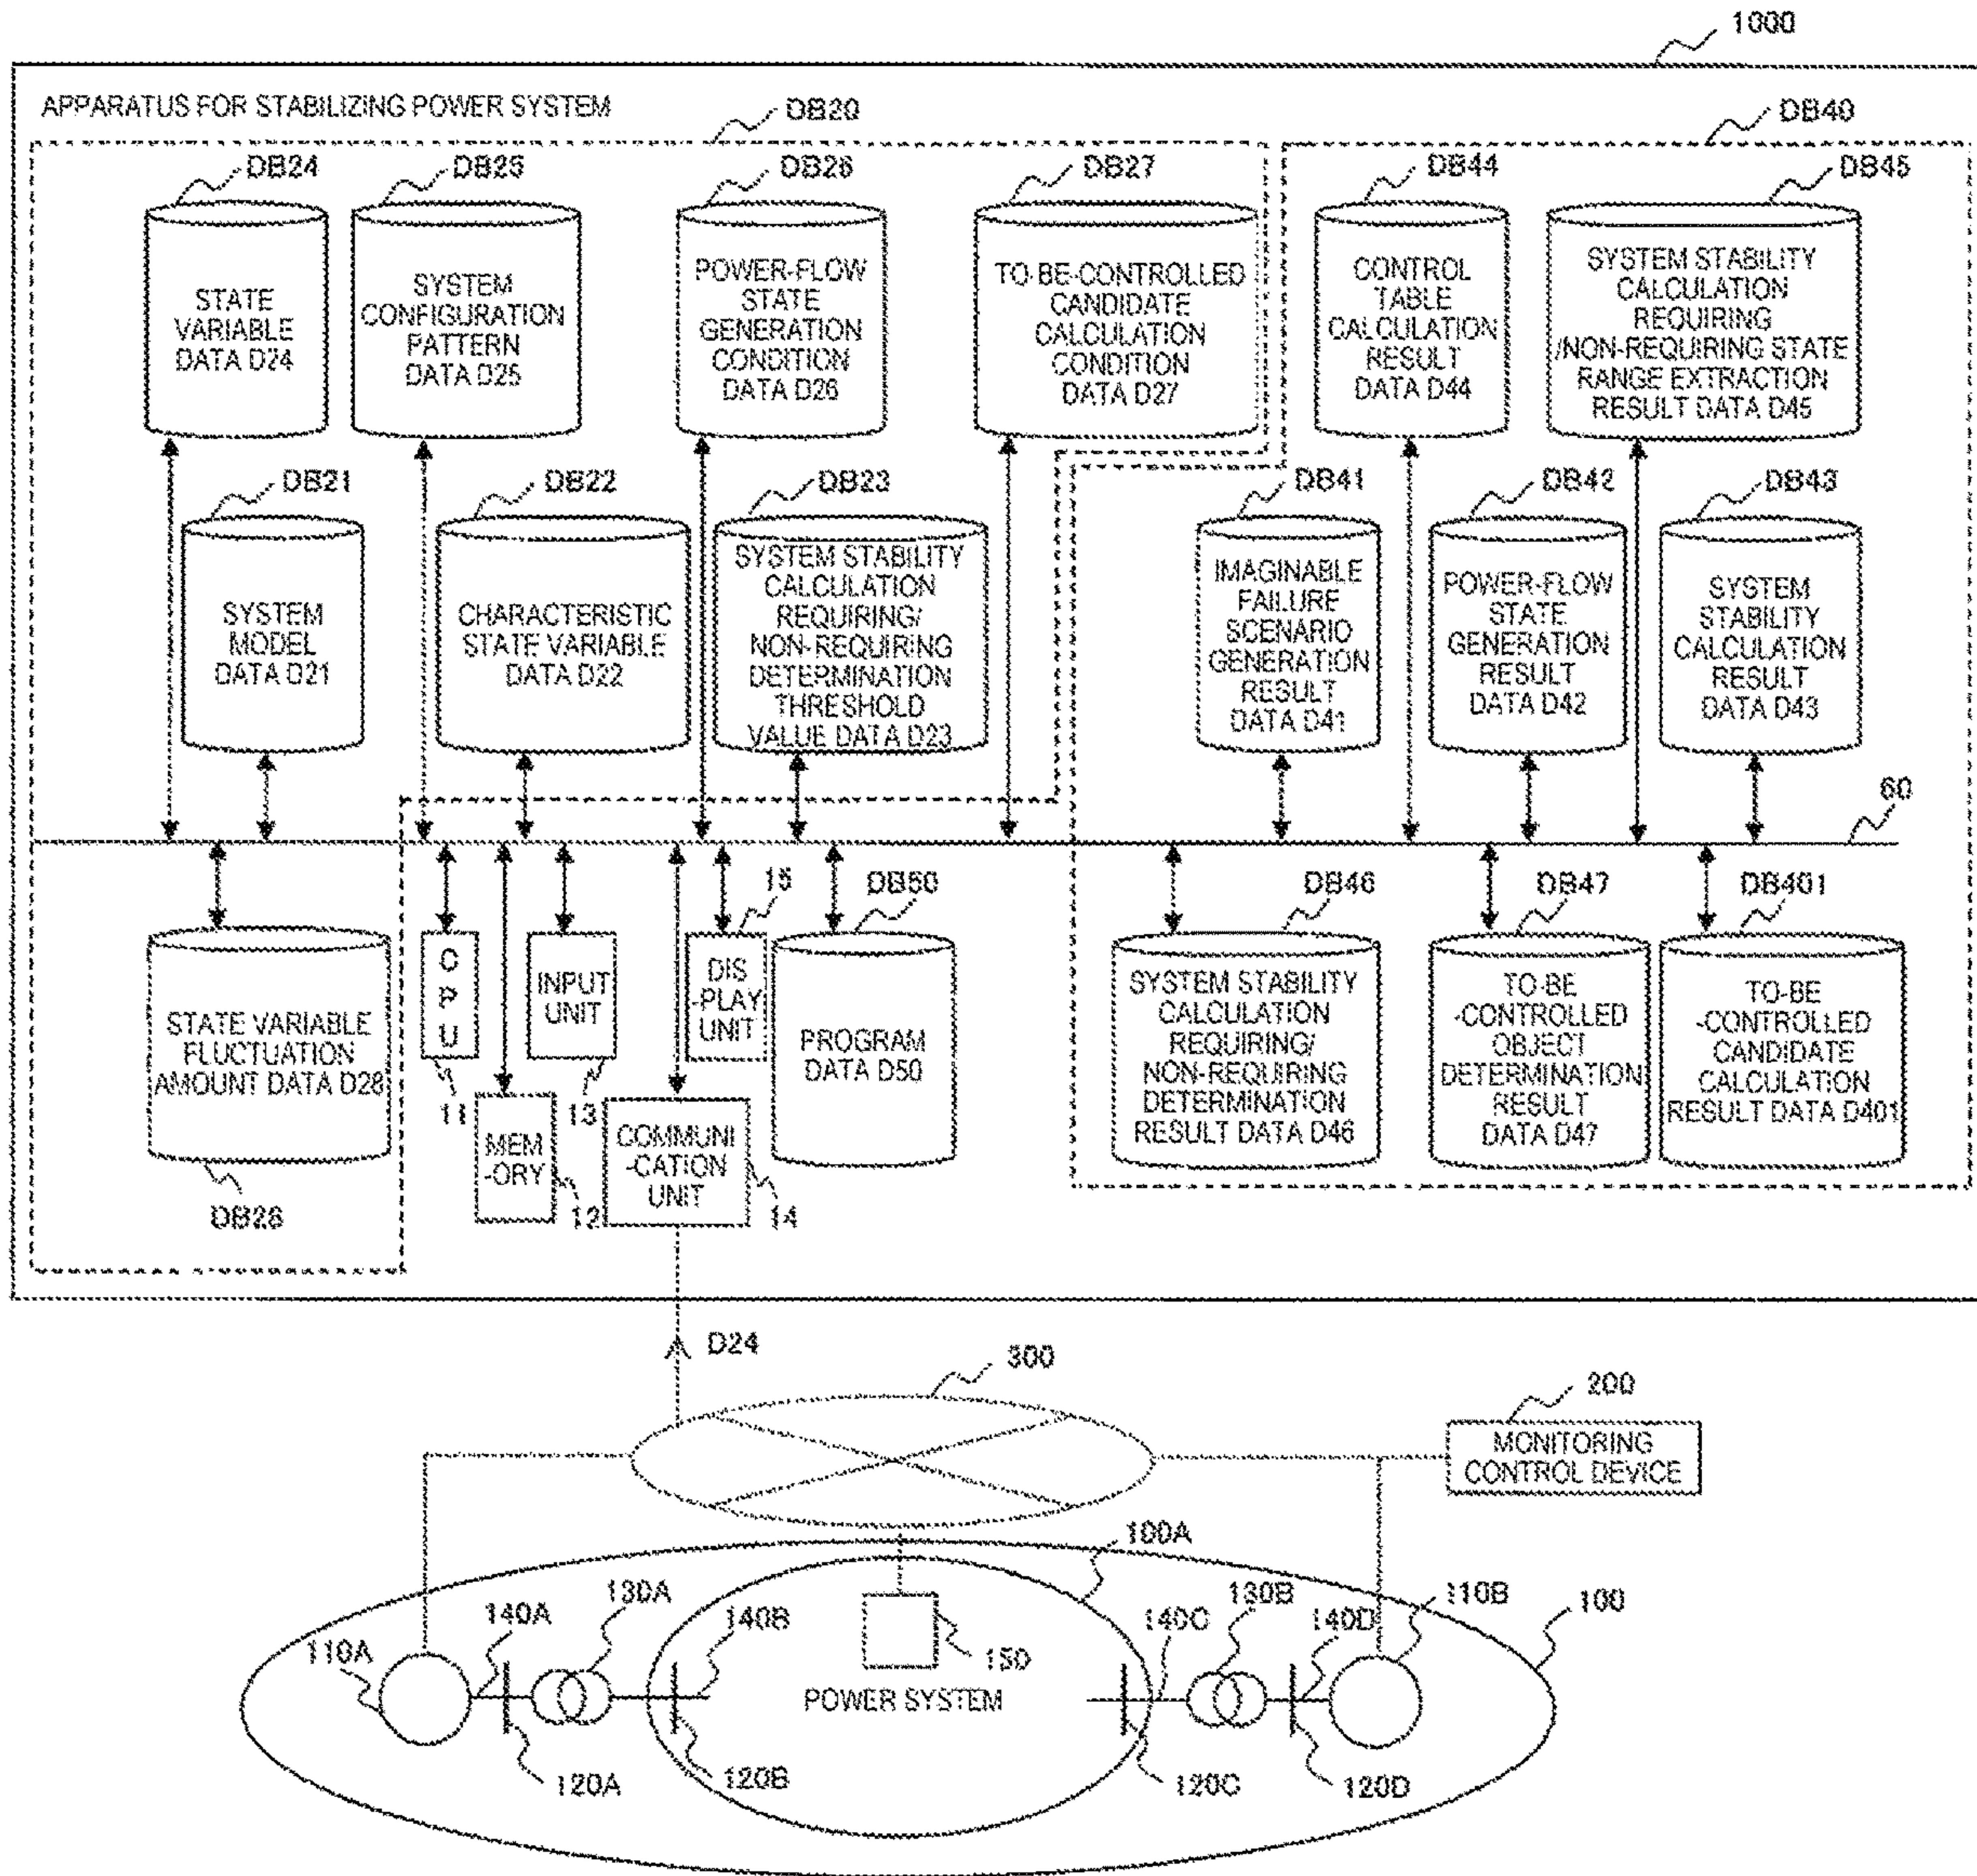 1000
APPARATUS FOR STABILIZING POWER SYSTEM
DB20
DB40
DB24
DB25
DB26
DB27
DB44
DB45
STATE
VARIABLE
DATA D24
SYSTEM
CONFIGURATION
PATTERN
DATA D25
POWER-FLOW
STATE
GENERATION
CONDITION
DATA D26
TO-BE-CONTROLLED
CANDIDATE
CALCULATION
CONDITION
DATA D27
CONTROL
TABLE
CALCULATION
RESULT
DATA D44
SYSTEM STABILITY
CALCULATION
REQUIRING
/NON-REQUIRING STATE
RANGE EXTRACTION
RESULT DATA D45
DB21
DB22
DB23
DB41
DB42
DB43
SYSTEM
MODEL
DATA D21
CHARACTERISTIC
STATE VARIABLE
DATA D22
SYSTEM STABILITY
CALCULATION
REQUIRING/
NON-REQUIRING
DETERMINATION
THRESHOLD
VALUE DATA D23
IMAGINABLE
FAILURE
SCENARIO
GENERATION
RESULT
DATA D41
POWER-FLOW
STATE
GENERATION
RESULT
DATA D42
SYSTEM
STABILITY
CALCULATION
RESULT
DATA D43
60
15
DB50
DB46
DB47
DB401
STATE VARIABLE
FLUCTUATION
AMOUNT DATA D28
DB28
C
P
U
11
MEM
-ORY
12
INPUT
UNIT
13
COMMUNI
-CATION
UNIT
14
DIS
-PLAY
UNIT
PROGRAM
DATA D50
SYSTEM STABILITY
CALCULATION
REQUIRING/
NON-REQUIRING
DETERMINATION
RESULT DATA D46
TO-BE
-CONTROLLED
OBJECT
DETERMINATION
RESULT
DATA D47
TO-BE
-CONTROLLED
CANDIDATE
CALCULATION
RESULT DATA D401
D24
300
200
MONITORING
CONTROL DEVICE
100A
130A
130B
110B
100
140A
140B
140C
140D
110A
150
POWER SYSTEM
120A
120B
120C
120D